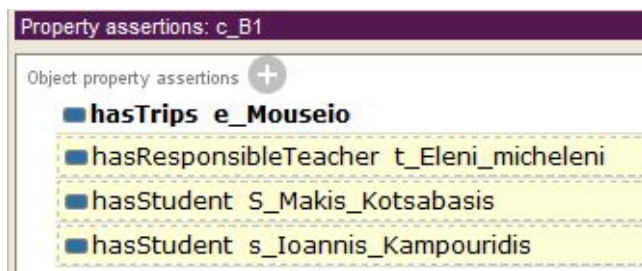 Property assertions: c_B1
Object property assertions
hasTrips e_Mouseio
hasResponsibleTeacher t_Eleni_micheleni
hasStudent S_Makis_Kotsabasis
hasStudent s_Ioannis_Kampouridis